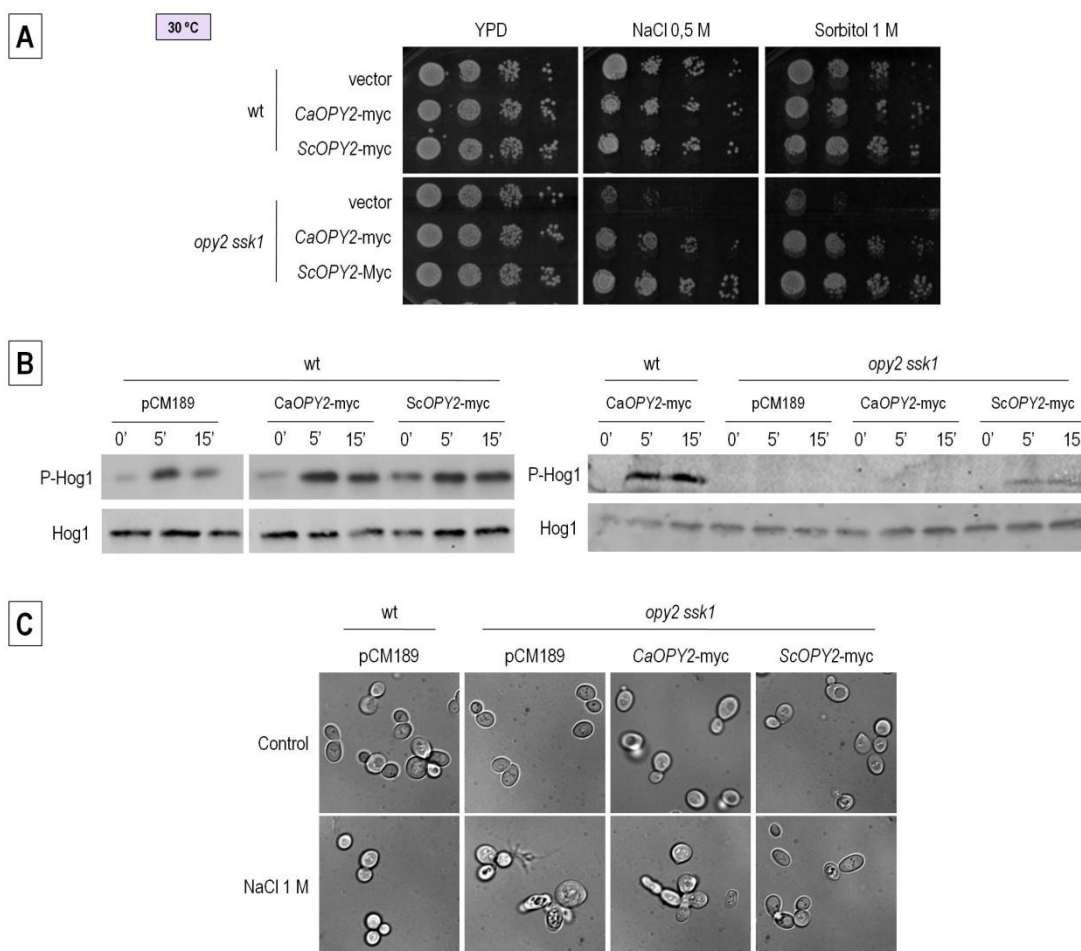 A
30 ºC
YPD NaCl 0,5 M Sorbitol 1 M
wt
vector
CaOPY2-myc
ScOPY2-myc
opy2 ssk1
vector
CaOPY2-myc
ScOPY2-Myc
B
wt wt opy2 ssk1
pCM189 CaOPY2-myc ScOPY2-myc CaOPY2-myc pCM189 CaOPY2-myc ScOPY2-myc
0' 5' 15' 0' 5' 15' 0' 5' 15' 0' 5' 15' 0' 5' 15' 0' 5' 15' 0' 5' 15'
P-Hog1 P-Hog1
Hog1 Hog1
C
wt opy2 ssk1
pCM189 pCM189 CaOPY2-myc ScOPY2-myc
Control
NaCl 1 M